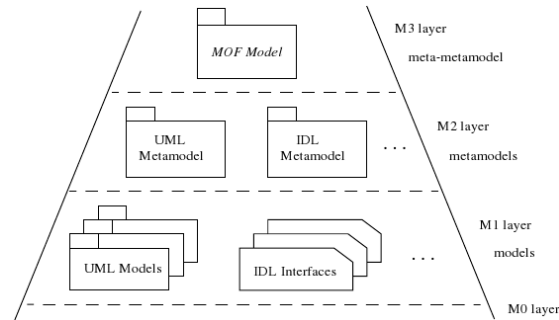 M3 layer
meta-metamodel
MOF Model
M2 layer
metamodels
UML
Metamodel
IDL
Metamodel
. . .
M1 layer
models
UML Models
IDL Interfaces
. . .
M0 layer